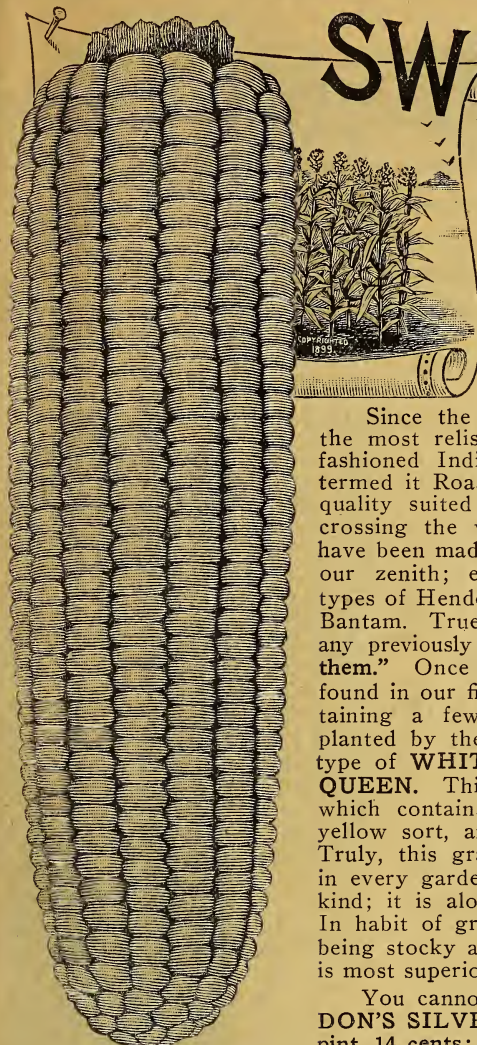 SW
COPYRIGHTED
1899
Since the
the most relis
fashioned Indi
termed it Roa
quality suited
crossing the
have been mad
our zenith; e
types of Hende
Bantam. True
any previously
them." Once
found in our fi
taining a few
planted by the
type of WHIT
QUEEN. Thi
which contain
yellow sort, a
Truly, this gra
in every garde
kind; it is alo
In habit of gr
being stocky a
is most superio
You canno
DON'S SILVE
pint, 14 cents;